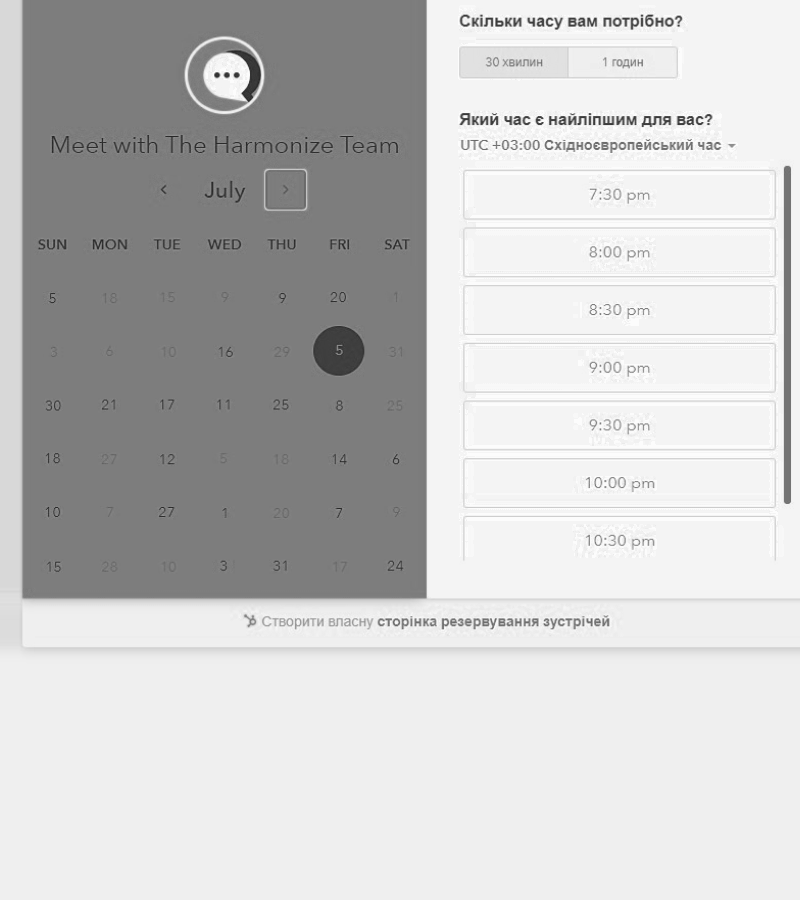 Meet with The Harmonize Team
July
SUN MON TUE WED THU FRI SAT
5 18 15 9 9 20 1
3 6 10 16 29 5 31
30 21 17 11 25 8 25
18 27 12 5 18 14 6
10 7 27 1 20 7 9
15 28 10 3 31 17 24
Скільки часу вам потрібно?
30 хвилин 1 годин
Який час є найліпшим для вас?
UTC +03:00 Східноєвропейський час
7:30 pm
8:00 pm
8:30 pm
9:00 pm
9:30 pm
10:00 pm
10:30 pm
Створити власну сторінка резервування зустрічей